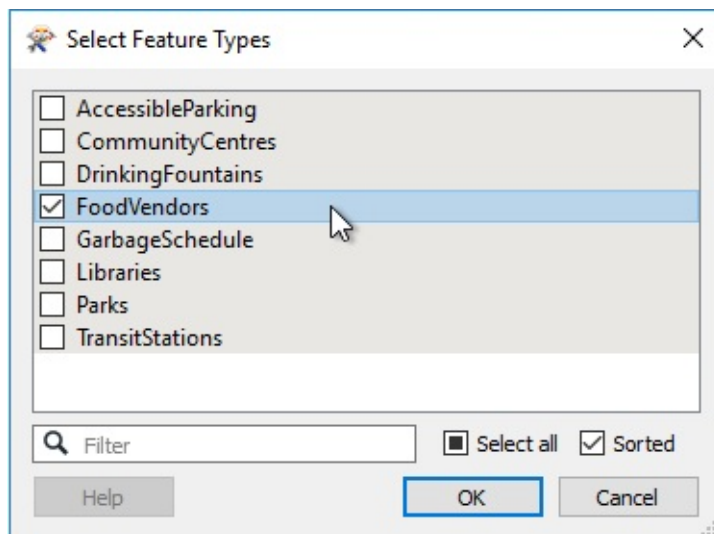 Select Feature Types
AccessibleParking
CommunityCentres
DrinkingFountains
FoodVendors
GarbageSchedule
Libraries
Parks
TransitStations
Filter
Select all
Sorted
Help
OK
Cancel